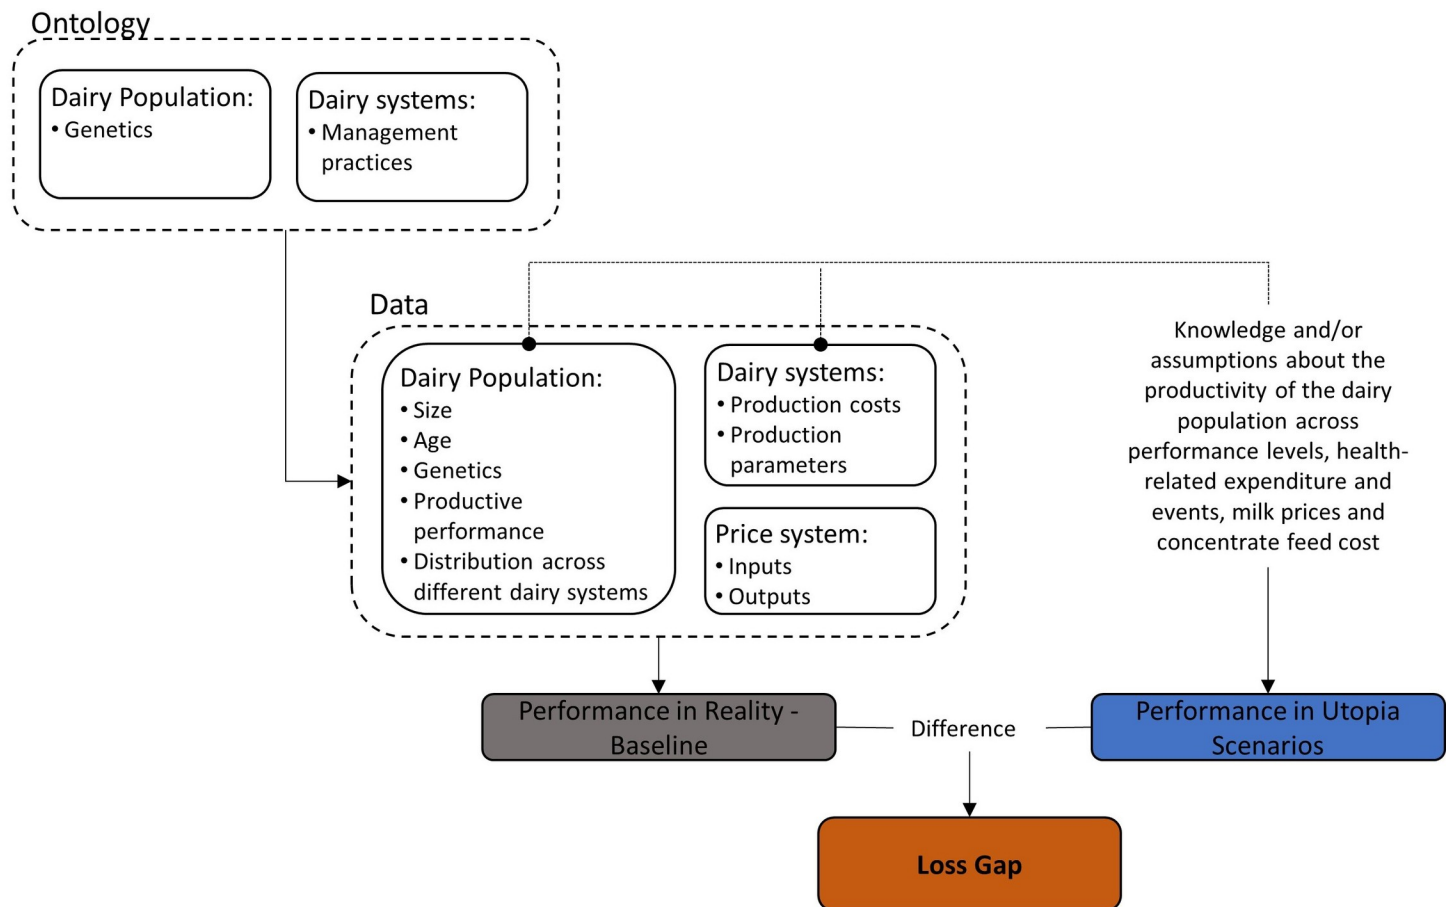 Ontology
Dairy Population:
• Genetics
Dairy systems:
• Management
practices
Data
Dairy Population:
• Size
• Age
• Genetics
• Productive
performance
• Distribution across
different dairy systems
Dairy systems:
• Production costs
• Production
parameters
Price system:
• Inputs
• Outputs
Knowledge and/or
assumptions about the
productivity of the dairy
population across
performance levels, health-
related expenditure and
events, milk prices and
concentrate feed cost
Performance in Reality -
Baseline
Difference
Performance in Utopia
Scenarios
Loss Gap